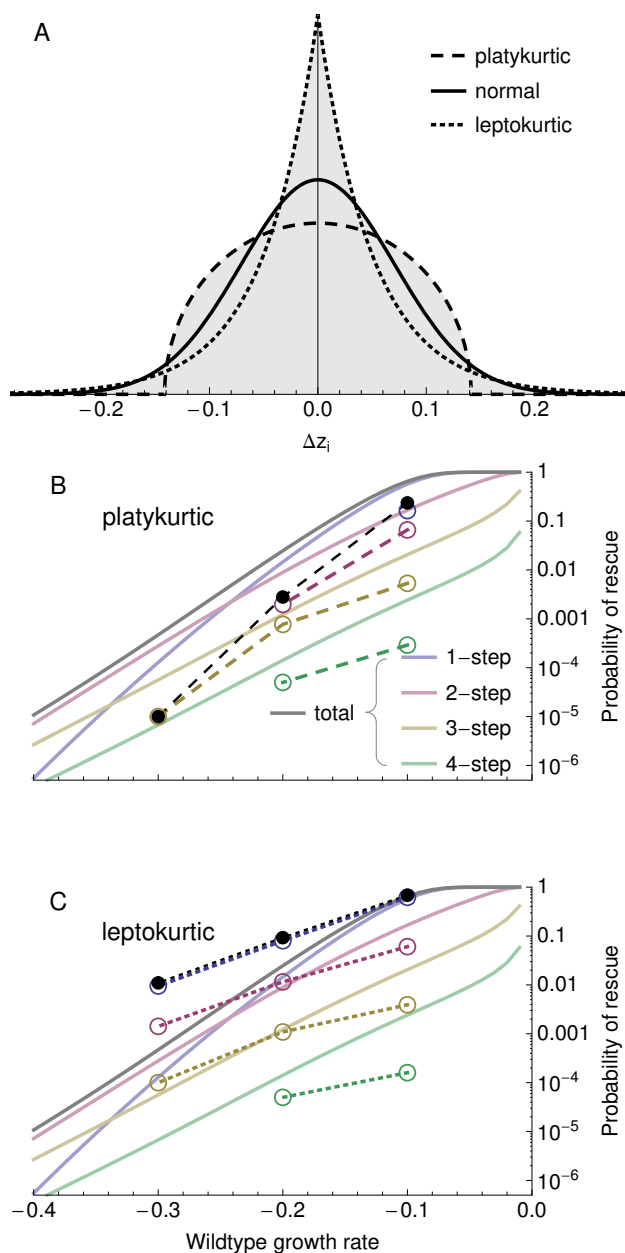 A
platykurtic
normal
leptokurtic
−0.2 −0.1 0.0 0.1 0.2
Δz_i
B
platykurtic
1
0.1
0.01
0.001
10⁻⁴
10⁻⁵
10⁻⁶
Probability of rescue
total
1−step
2−step
3−step
4−step
C
leptokurtic
1
0.1
0.01
0.001
10⁻⁴
10⁻⁵
10⁻⁶
Probability of rescue
−0.4 −0.3 −0.2 −0.1 0.0
Wildtype growth rate